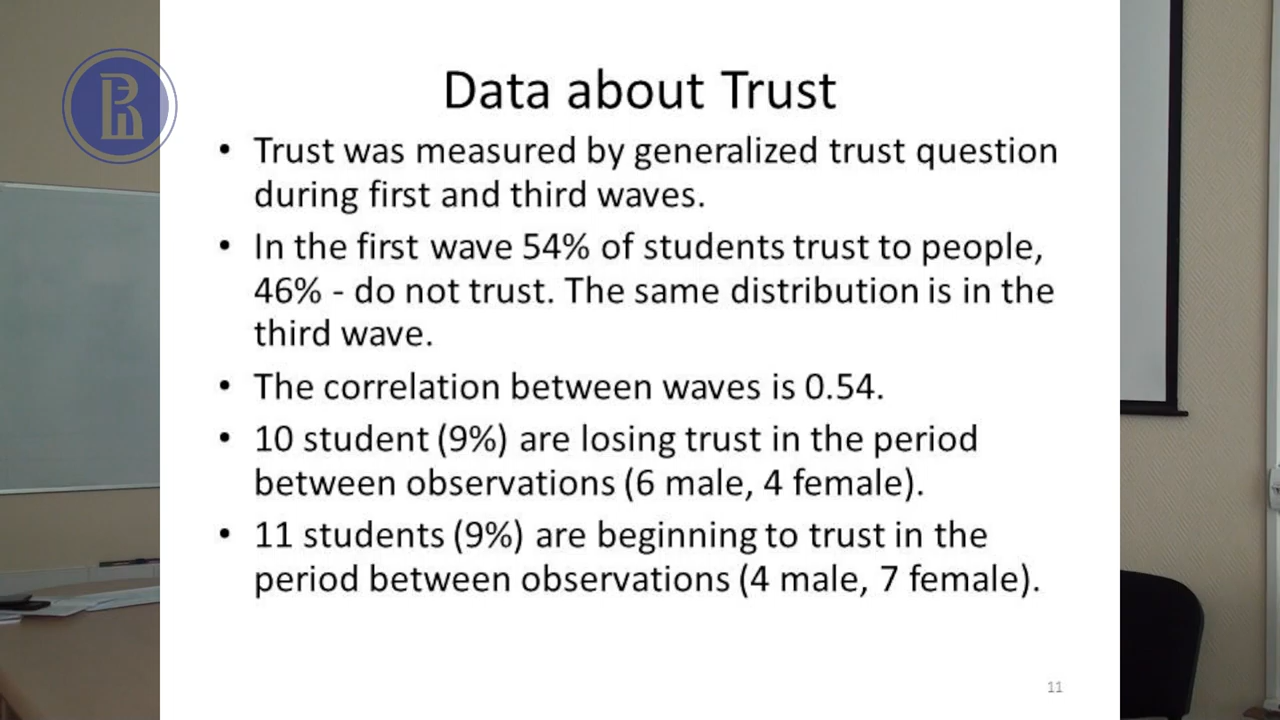 Data about Trust
• Trust was measured by generalized trust question
during first and third waves.
• In the first wave 54% of students trust to people,
46% - do not trust. The same distribution is in the
third wave.
• The correlation between waves is 0.54.
• 10 student (9%) are losing trust in the period
between observations (6 male, 4 female).
• 11 students (9%) are beginning to trust in the
period between observations (4 male, 7 female).
11